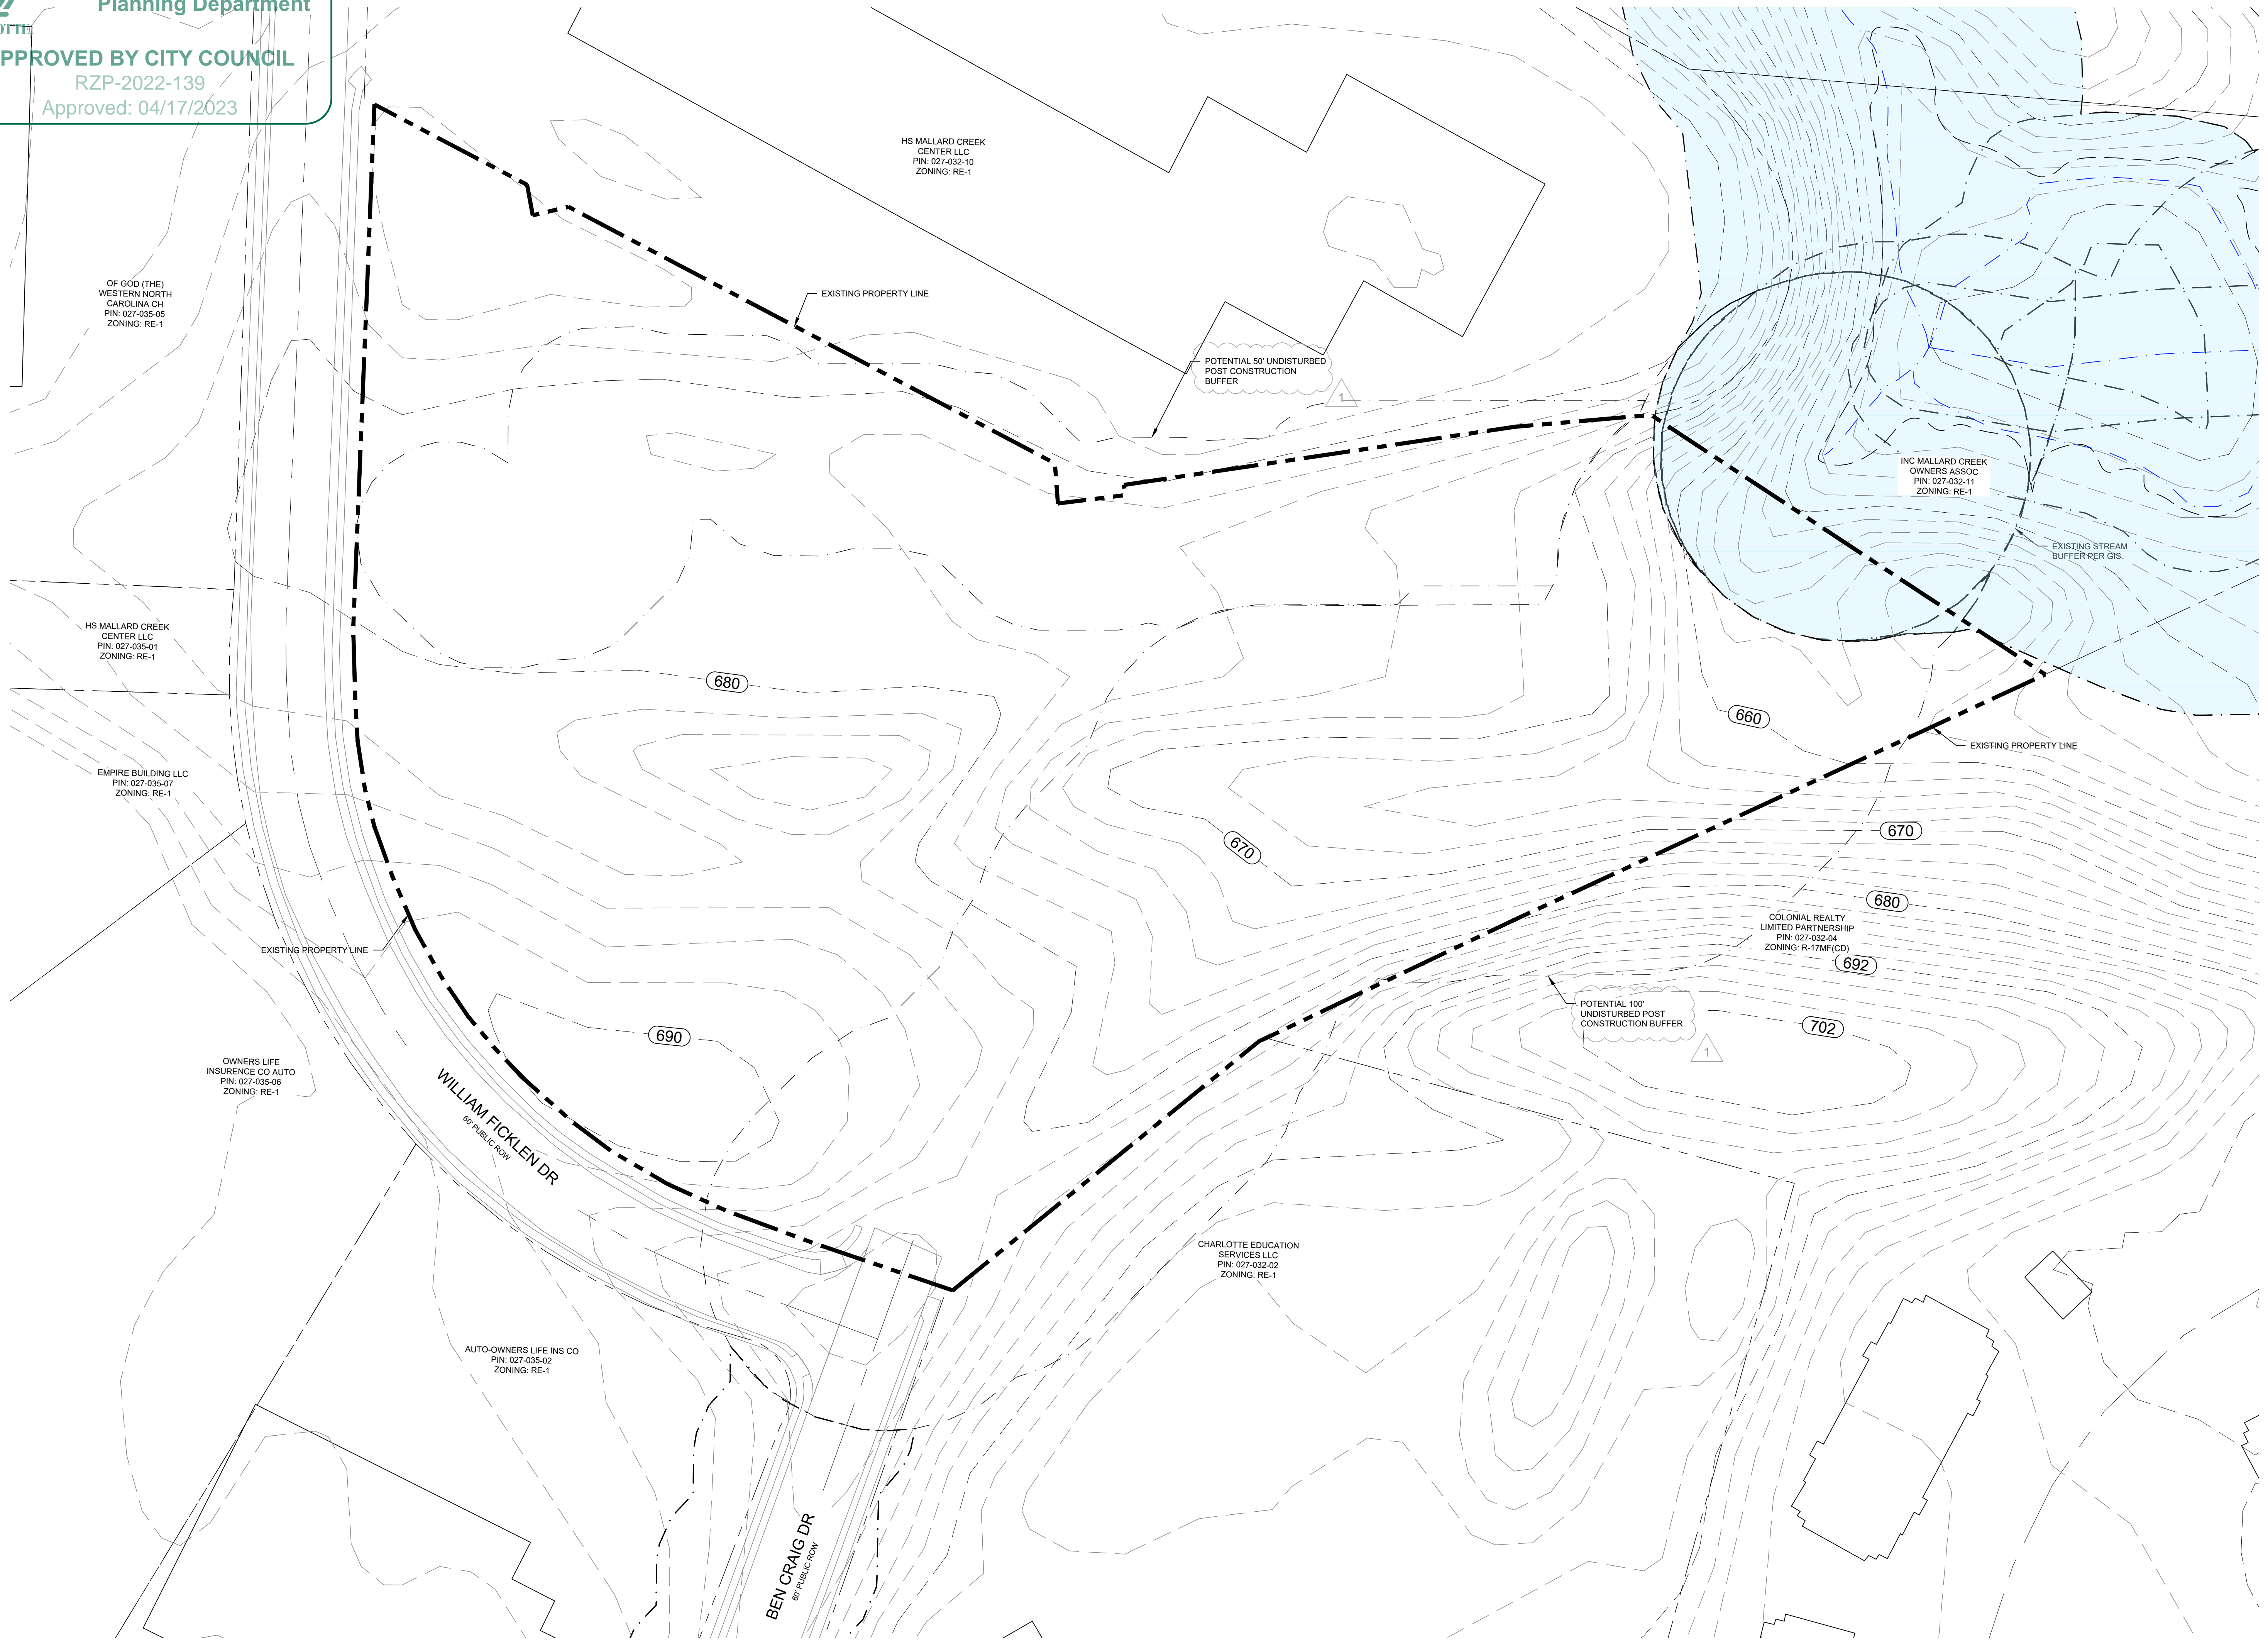 Planning Department
PPROVED BY CITY COUNCIL
RZP-2022-139
Approved: 04/17/2023
HS MALLARD CREEK
CENTER LLC
PIN: 027-032-10
ZONING: RE-1
OF GOD (THE)
WESTERN NORTH
CAROLINA CH
PIN: 027-035-05
ZONING: RE-1
EXISTING PROPERTY LINE
POTENTIAL 50' UNDISTURBED
POST CONSTRUCTION
BUFFER
1
INC MALLARD CREEK
OWNERS ASSOC
PIN: 027-032-11
ZONING: RE-1
EXISTING STREAM
BUFFER PER GIS.
HS MALLARD CREEK
CENTER LLC
PIN: 027-035-01
ZONING: RE-1
680
660
EXISTING PROPERTY LINE
EMPIRE BUILDING LLC
PIN: 027-035-07
ZONING: RE-1
670
670
680
COLONIAL REALTY
LIMITED PARTNERSHIP
PIN: 027-032-04
ZONING: R-17MF(CD)
692
EXISTING PROPERTY LINE
POTENTIAL 100'
UNDISTURBED POST
CONSTRUCTION BUFFER
1
702
690
OWNERS LIFE
INSURENCE CO AUTO
PIN: 027-035-06
ZONING: RE-1
WILLIAM FICKLEN DR
60' PUBLIC ROW
CHARLOTTE EDUCATION
SERVICES LLC
PIN: 027-032-02
ZONING: RE-1
AUTO-OWNERS LIFE INS CO
PIN: 027-035-02
ZONING: RE-1
BEN CRAIG DR
60' PUBLIC ROW